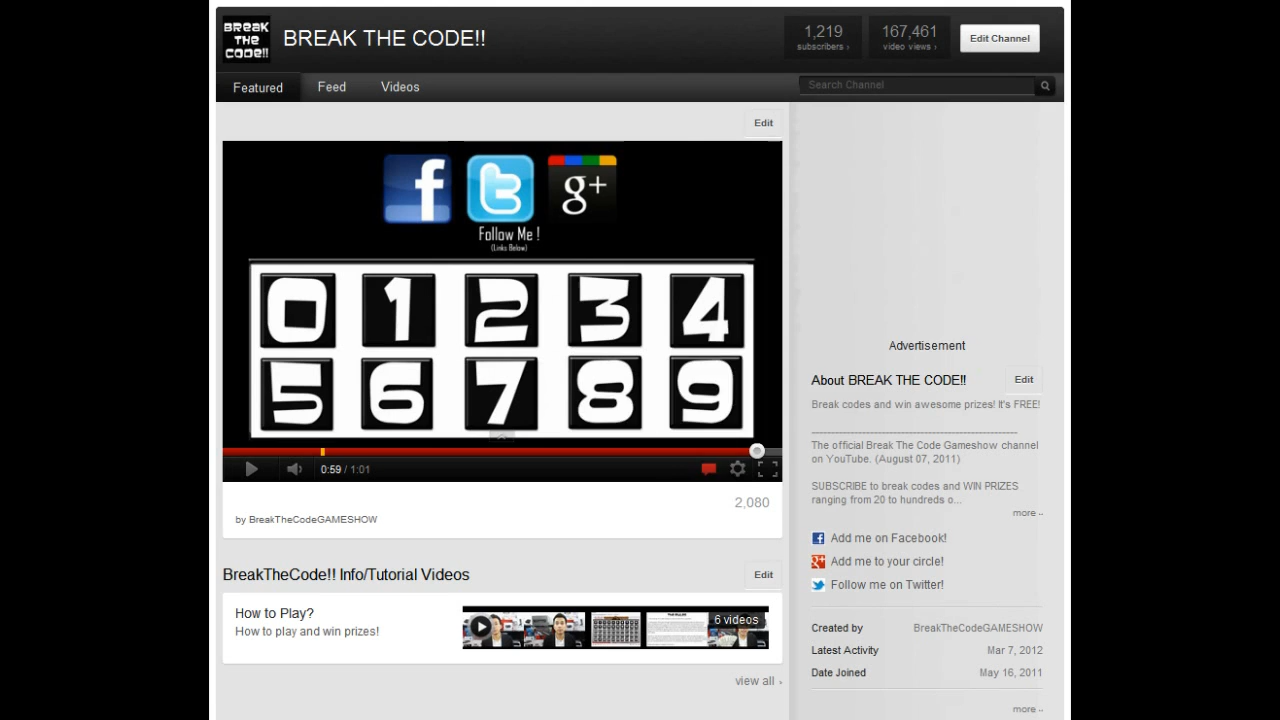 BREAK
THE
CODE!!
BREAK THE CODE!!
1,219
subscribers ›
167,461
video views ›
Edit Channel
Featured
Feed
Videos
Search Channel
Edit
f
t
g+
Follow Me !
(Links Below)
0 1 2 3 4
5 6 7 8 9
0:59 / 1:01
2,080
by BreakTheCodeGAMESHOW
BreakTheCode!! Info/Tutorial Videos
Edit
How to Play?
How to play and win prizes!
6 videos
view all ›
Advertisement
About BREAK THE CODE!!
Edit
Break codes and win awesome prizes! It's FREE!
The official Break The Code Gameshow channel
on YouTube. (August 07, 2011)
SUBSCRIBE to break codes and WIN PRIZES
ranging from 20 to hundreds o...
more
Add me on Facebook!
Add me to your circle!
Follow me on Twitter!
Created by BreakTheCodeGAMESHOW
Latest Activity Mar 7, 2012
Date Joined May 16, 2011
more